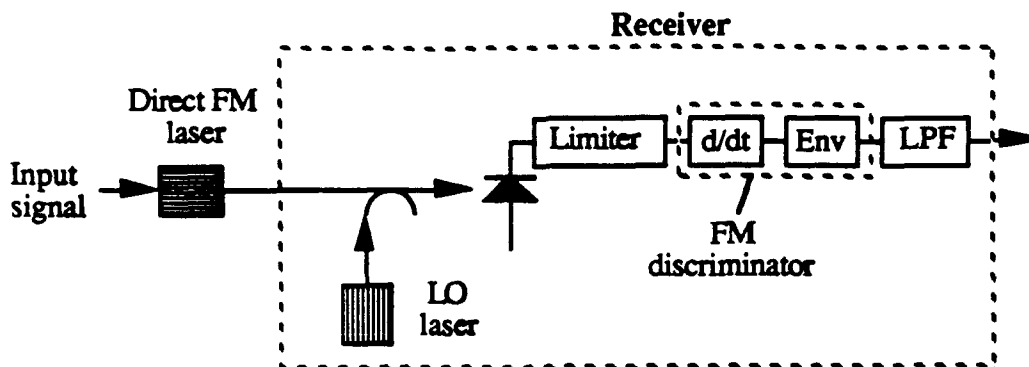 Receiver
Direct FM
laser
Input
signal
Limiter
d/dt
Env
LPF
FM
discriminator
LO
laser